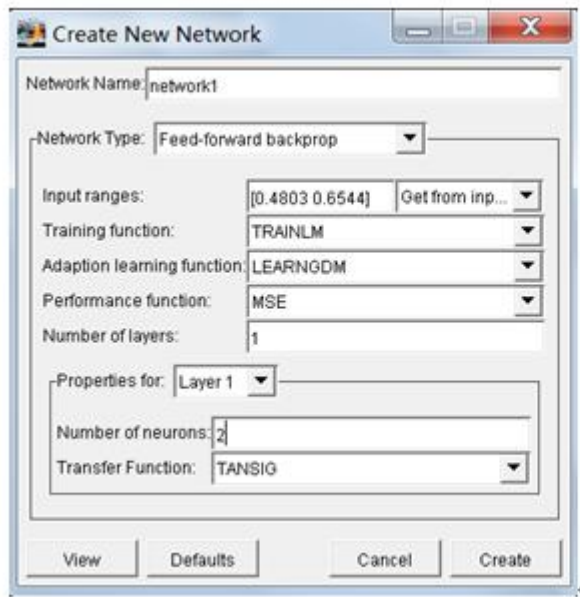 Create New Network
Network Name: network1
Network Type: Feed-forward backprop
Input ranges: [0.4803 0.6544] Get from inp...
Training function: TRAINLM
Adaption learning function: LEARNGDM
Performance function: MSE
Number of layers: 1
Properties for: Layer 1
Number of neurons: 2
Transfer Function: TANSIG
View Defaults Cancel Create